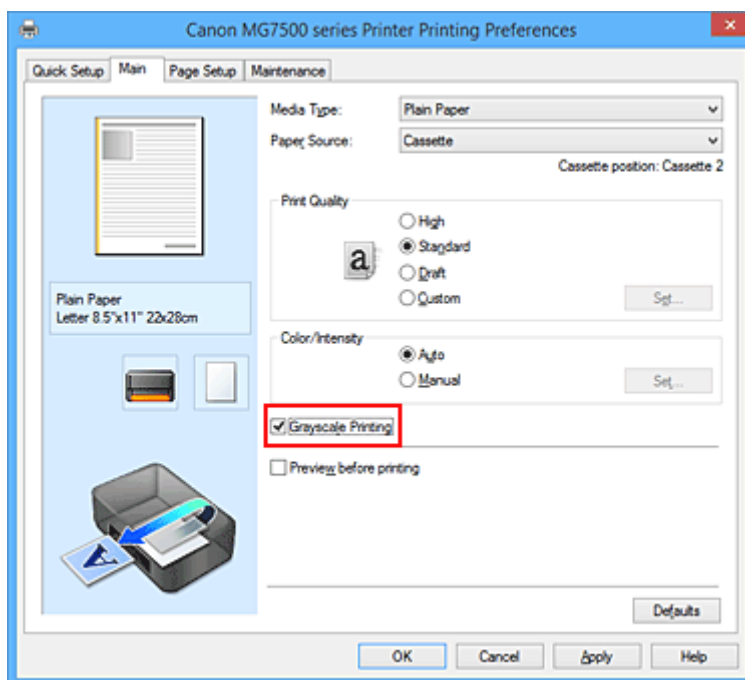 Canon MG7500 series Printer Printing Preferences
Quick Setup Main Page Setup Maintenance
Media Type: Plain Paper
Paper Source: Cassette
Cassette position: Cassette 2
Print Quality
High
Standard
Draft
Custom Set...
a
Plain Paper
Letter 8.5"x11" 22x28cm
Color/Intensity
Auto
Manual Set...
Grayscale Printing
Preview before printing
A
Defaults
OK Cancel Apply Help